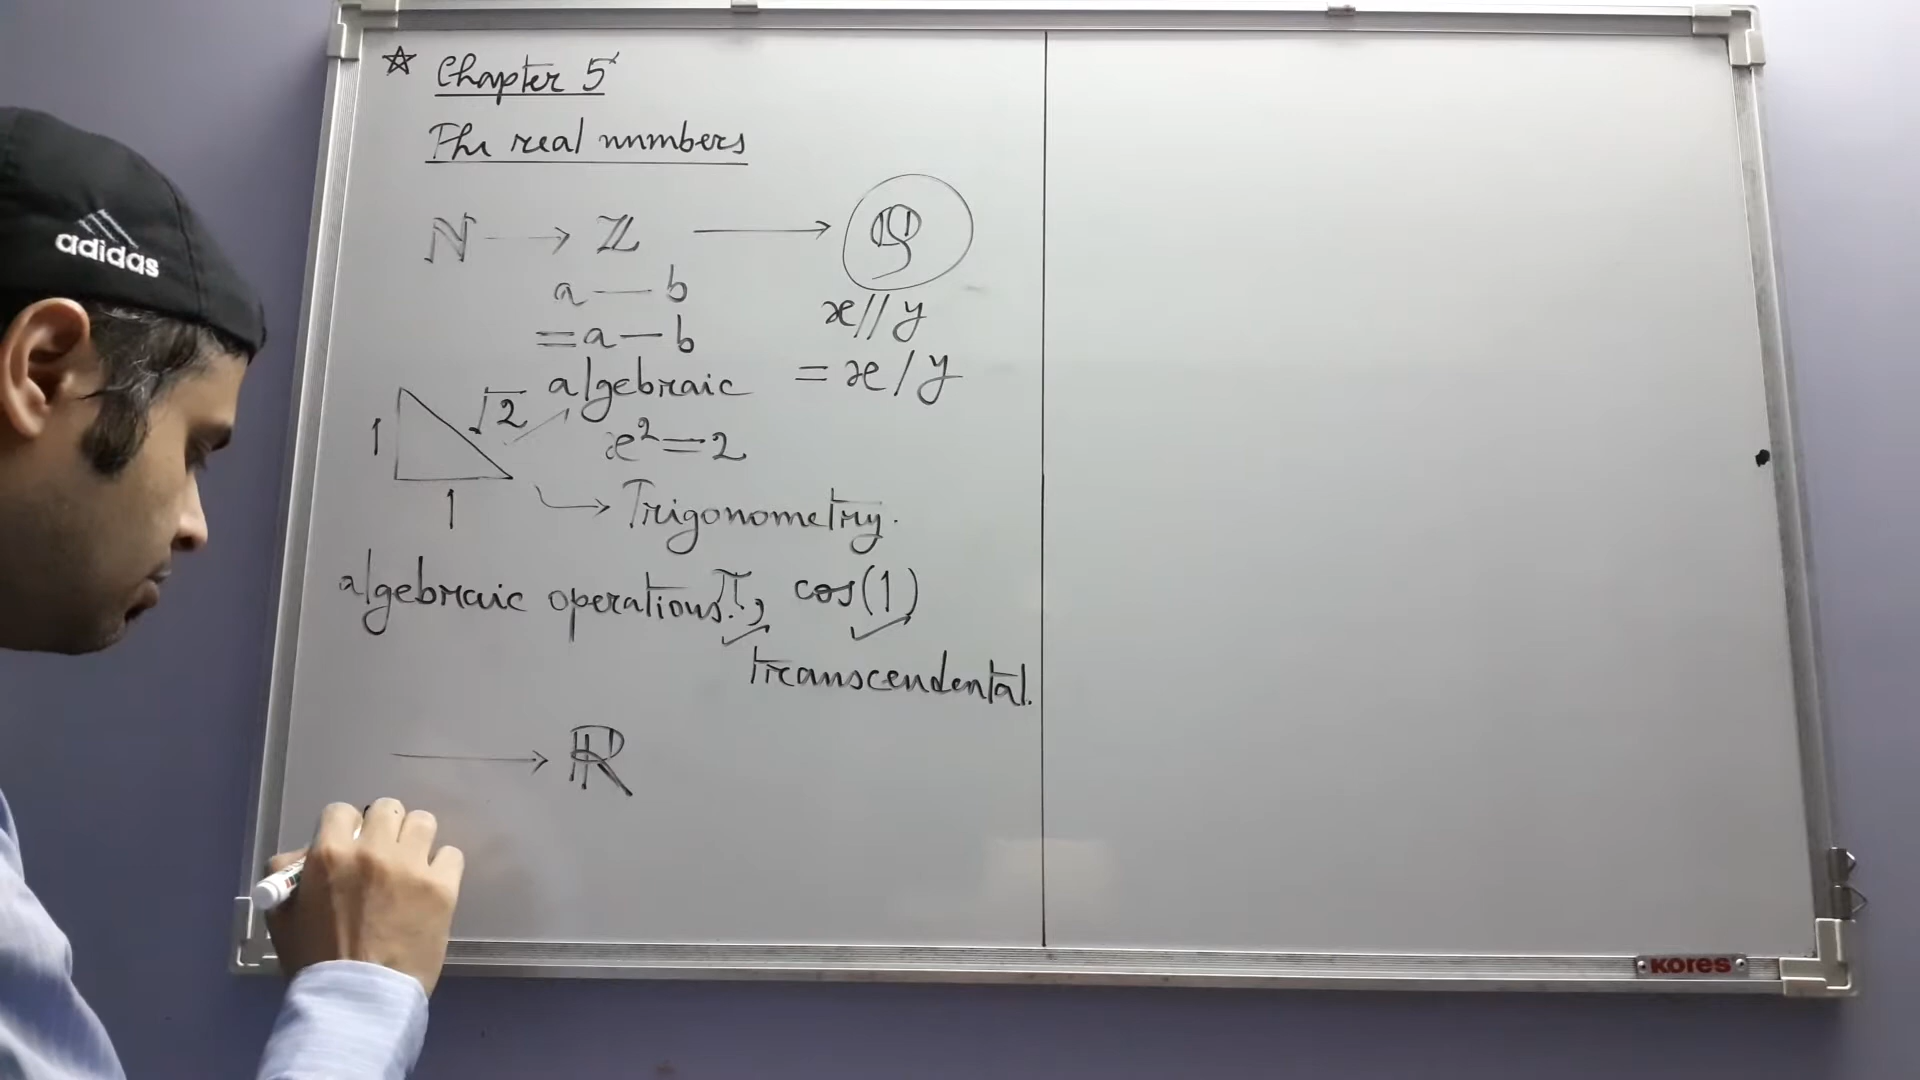 ☆ Chapter 5
The real numbers
ℕ → ℤ → ℚ
a — b
x//y
= a — b
= x/y
algebraic
1
√2
x² = 2
1
→ Trigonometry.
algebraic operations. π, cos(1)
transcendental.
→ ℝ
adidas
KORES